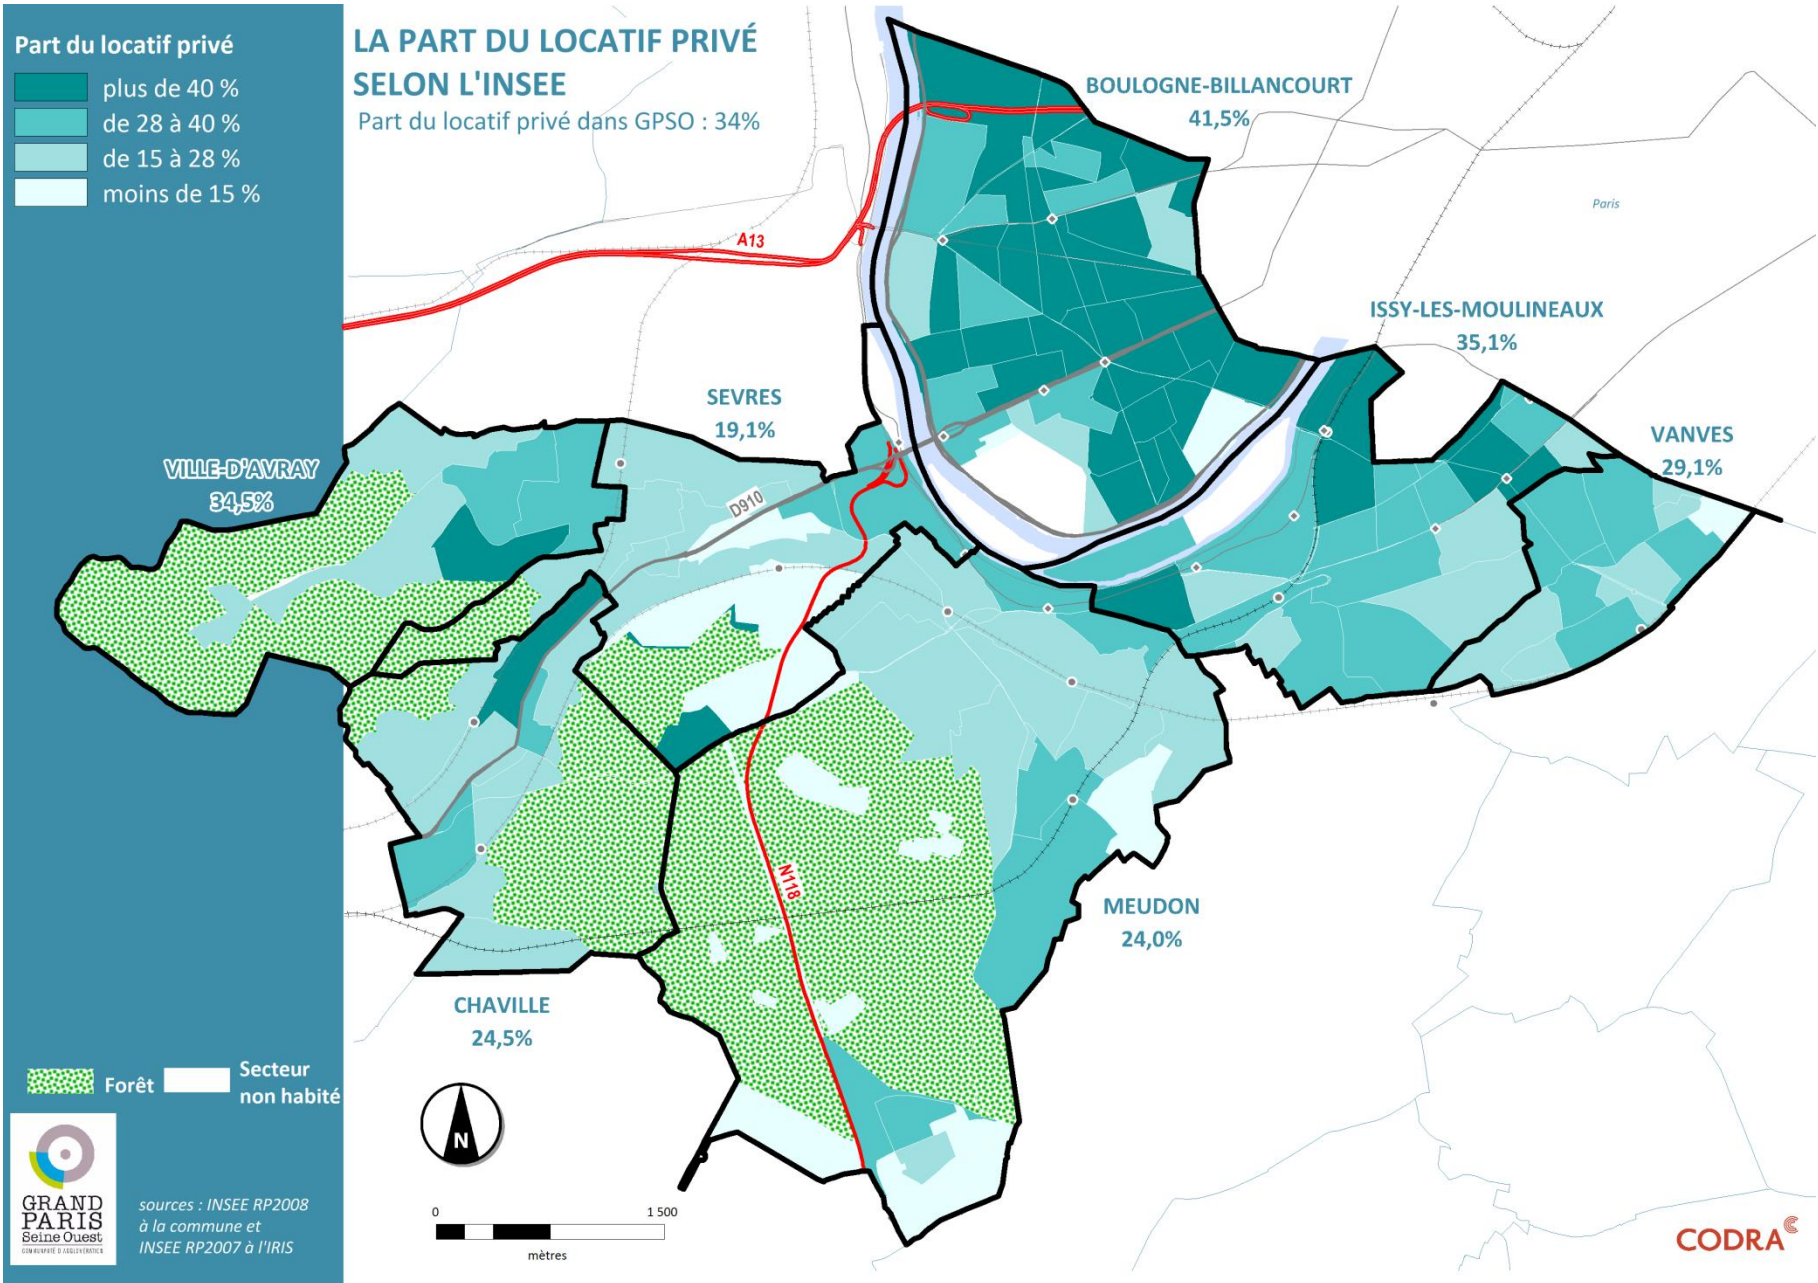 Part du locatif privé
plus de 40 %
de 28 à 40 %
de 15 à 28 %
moins de 15 %
LA PART DU LOCATIF PRIVÉ
SELON L'INSEE
Part du locatif privé dans GPSO : 34%
BOULOGNE-BILLANCOURT
41,5%
Paris
A13
ISSY-LES-MOULINEAUX
35,1%
SEVRES
19,1%
VANVES
29,1%
VILLE-D'AVRAY
34,5%
D910
N118
MEUDON
24,0%
CHAVILLE
24,5%
Forêt
Secteur
non habité
N
GRAND
PARIS
Seine Ouest
COMMUNAUTÉ D'AGGLOMÉRATION
sources : INSEE RP2008
à la commune et
INSEE RP2007 à l'IRIS
0 1 500
mètres
CODRA